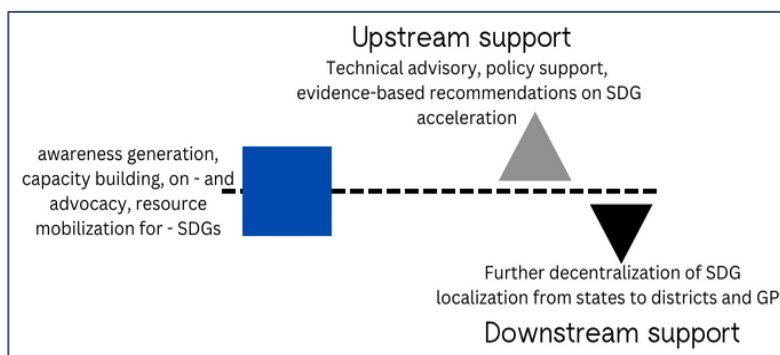 Upstream support
Technical advisory, policy support,
evidence-based recommendations on SDG
acceleration
awareness generation,
capacity building, on - and
advocacy, resource
mobilization for - SDGs
Further decentralization of SDG
localization from states to districts and GP
Downstream support